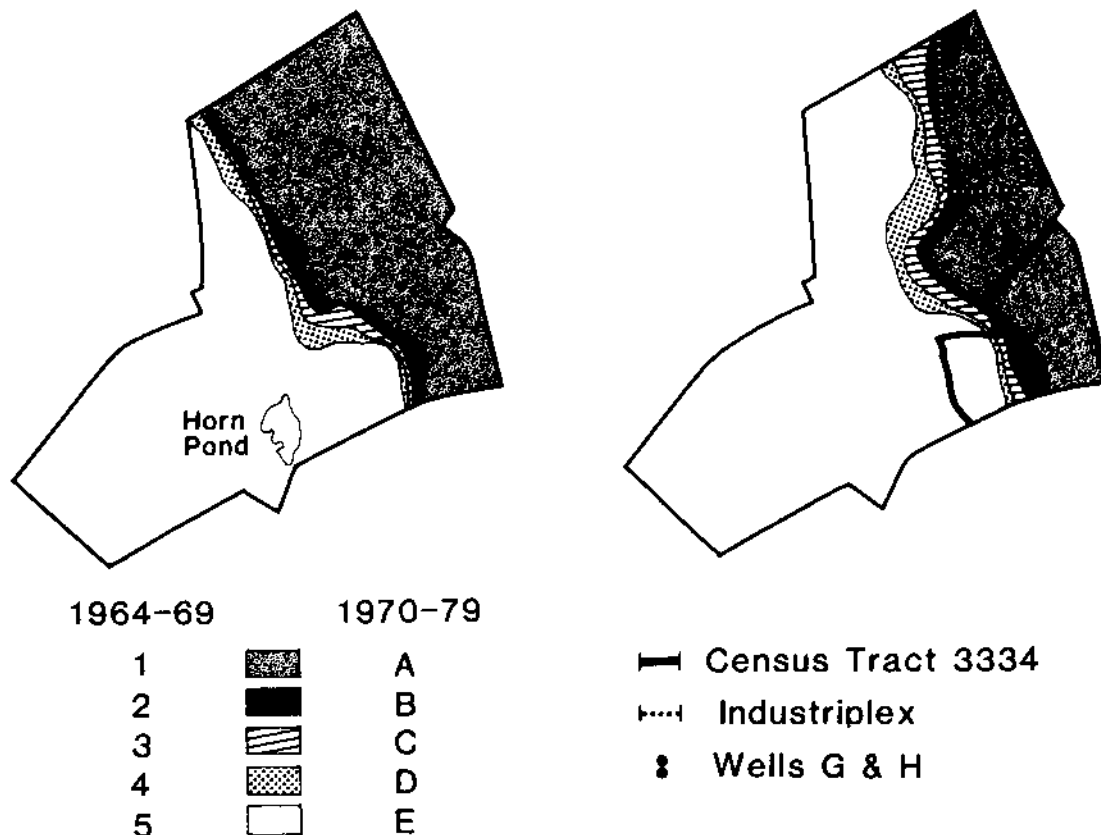 Horn
Pond
1964-69 1970-79
1 A
2 B
3 C
4 D
5 E
Census Tract 3334
Industriplex
Wells G & H